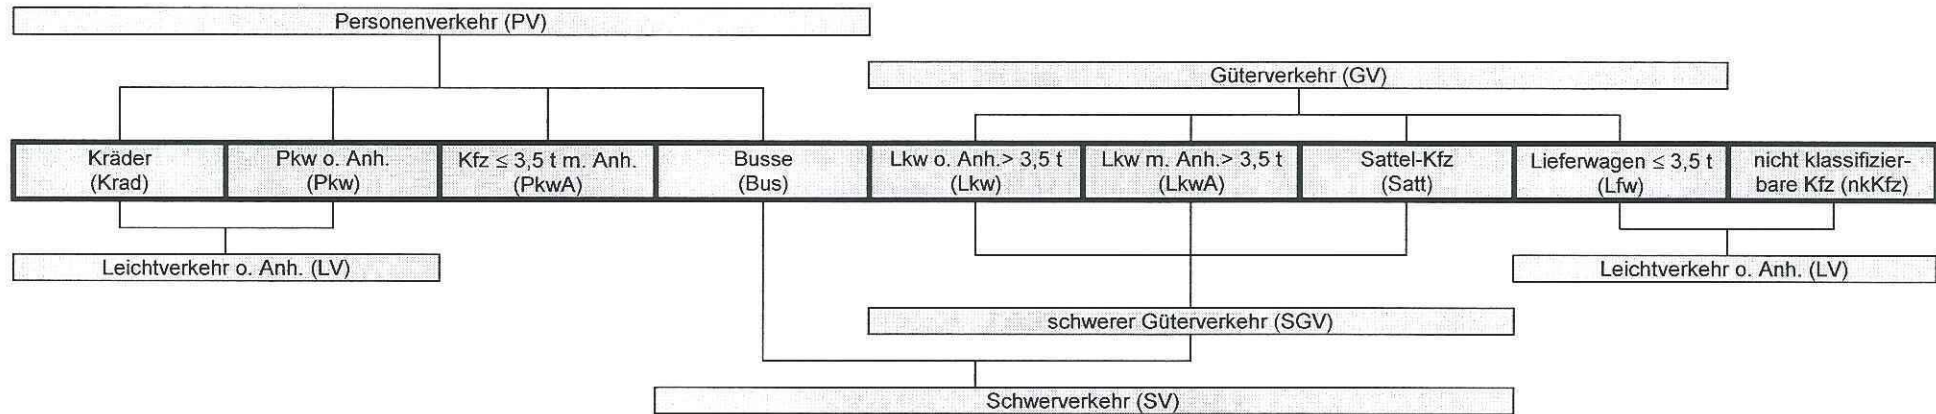 Personenverkehr (PV)
Güterverkehr (GV)
Kräder
(Krad)
Pkw o. Anh.
(Pkw)
Kfz ≤ 3,5 t m. Anh.
(PkwA)
Busse
(Bus)
Lkw o. Anh.> 3,5 t
(Lkw)
Lkw m. Anh.> 3,5 t
(LkwA)
Sattel-Kfz
(Satt)
Lieferwagen ≤ 3,5 t
(Lfw)
nicht klassifizier-
bare Kfz (nkKfz)
Leichtverkehr o. Anh. (LV)
Leichtverkehr o. Anh. (LV)
schwerer Güterverkehr (SGV)
Schwerverkehr (SV)